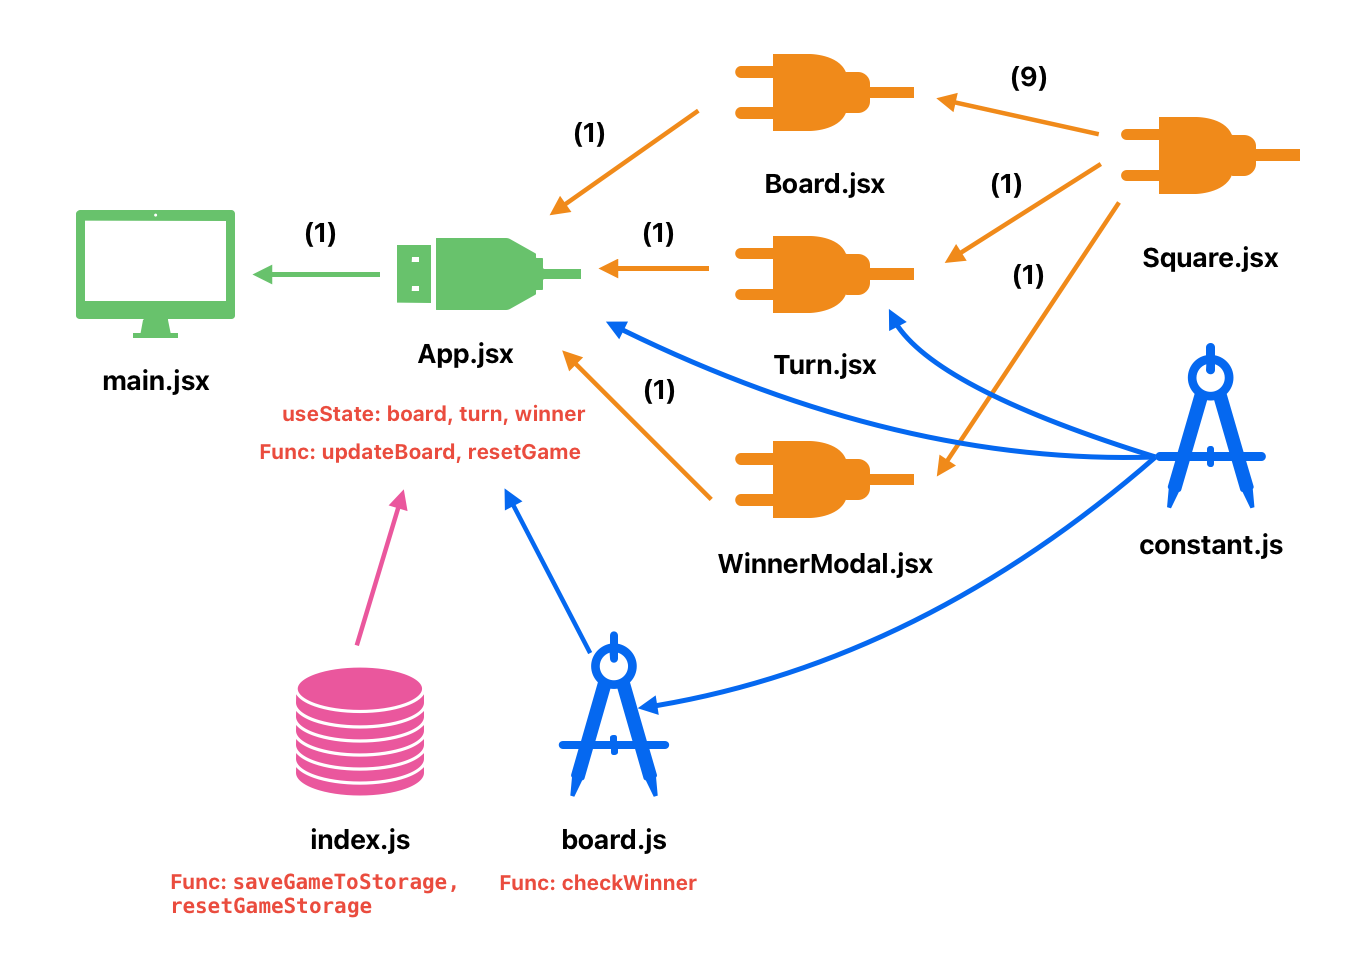 (9)
(1)
Board.jsx
(1)
(1)
(1)
Square.jsx
(1)
main.jsx
App.jsx
Turn.jsx
(1)
useState: board, turn, winner
Func: updateBoard, resetGame
WinnerModal.jsx
constant.js
index.js
board.js
Func: saveGameToStorage,
resetGameStorage
Func: checkWinner